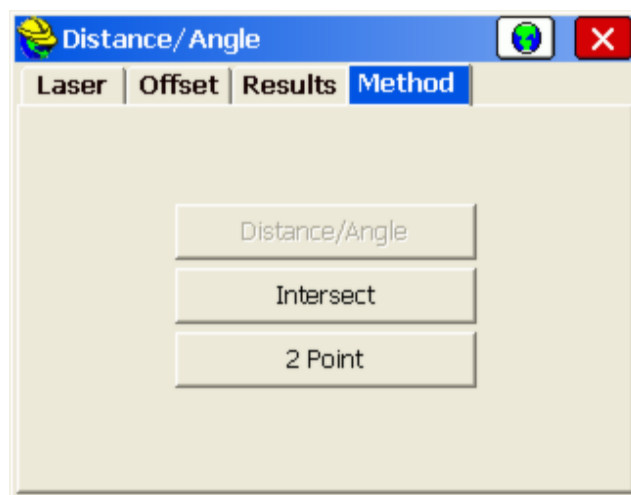 Distance/Angle
Laser Offset Results Method
Distance/Angle
Intersect
2 Point